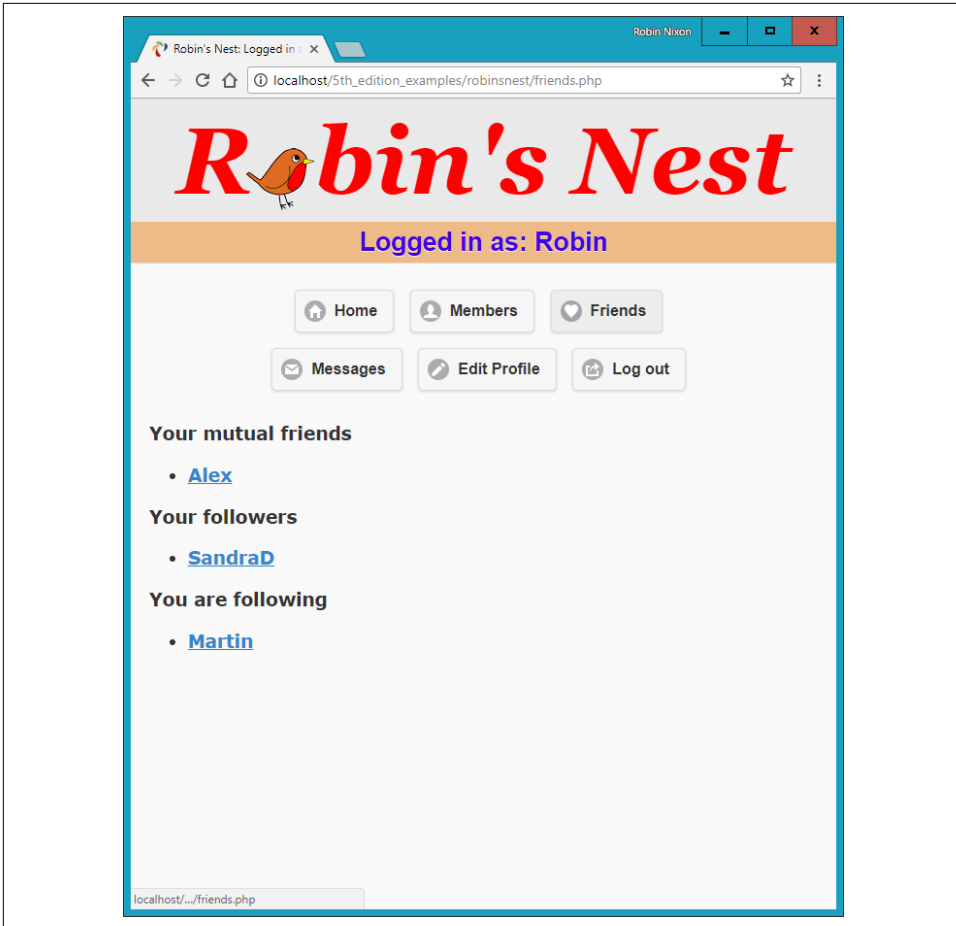 Robin Nixon
Robin's Nest: Logged in a
localhost/5th_edition_examples/robinsnest/friends.php
Robin's Nest
Logged in as: Robin
Home Members Friends
Messages Edit Profile Log out
Your mutual friends
• Alex
Your followers
• SandraD
You are following
• Martin
localhost/.../friends.php